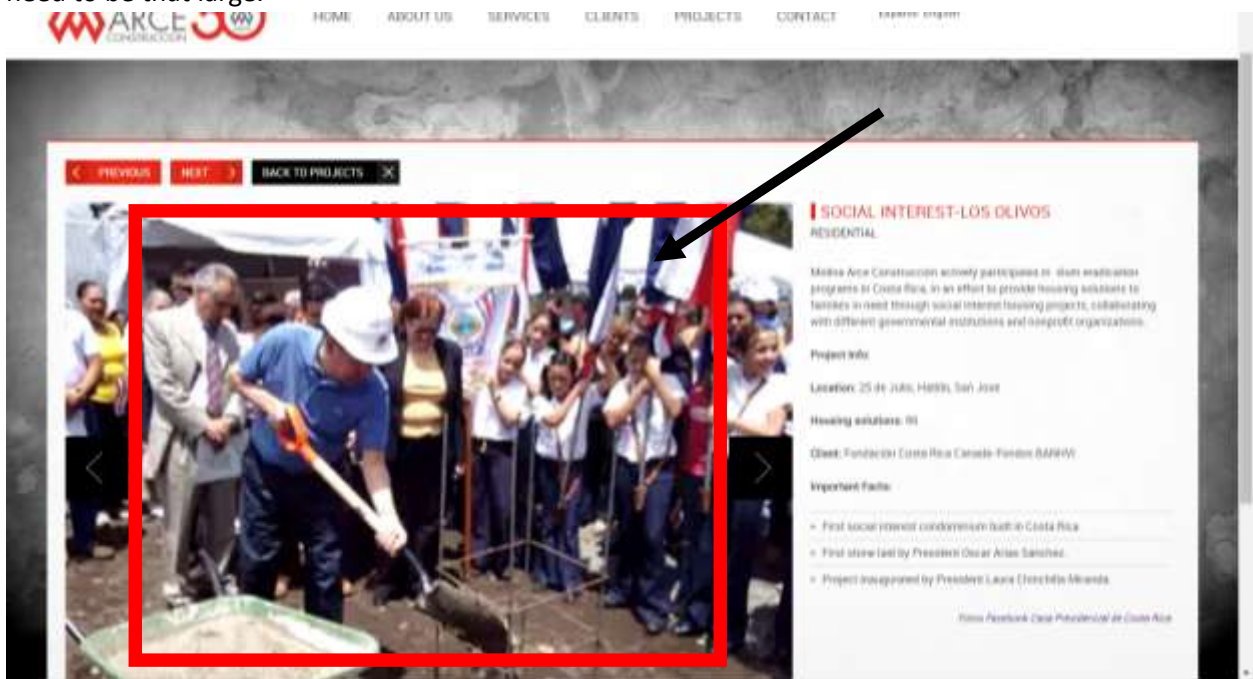 need to be that large.
ARCE 30
CONSTRUCCIÓN
HOME ABOUT US SERVICES CLIENTS PROJECTS CONTACT Español English
PREVIOUS NEXT BACK TO PROJECTS
SOCIAL INTEREST-LOS OLIVOS
RESIDENTIAL
Molina Arce Construccion actively participates in slum eradication
programs in Costa Rica, in an effort to provide housing solutions to
families in need through social interest housing projects, collaborating
with different governmental institutions and nonprofit organizations.
Project Info:
Location: 25 de Julio, Hatillo, San José
Housing solutions:
Client: Fundación Costa Rica Canadá-Fondos BANHVI
Important Facts:
First social interest condominium built in Costa Rica
First stone laid by President Oscar Arias Sánchez.
Project inaugurated by President Laura Chinchilla Miranda.
Facebook Casa Presidencial de Costa Rica